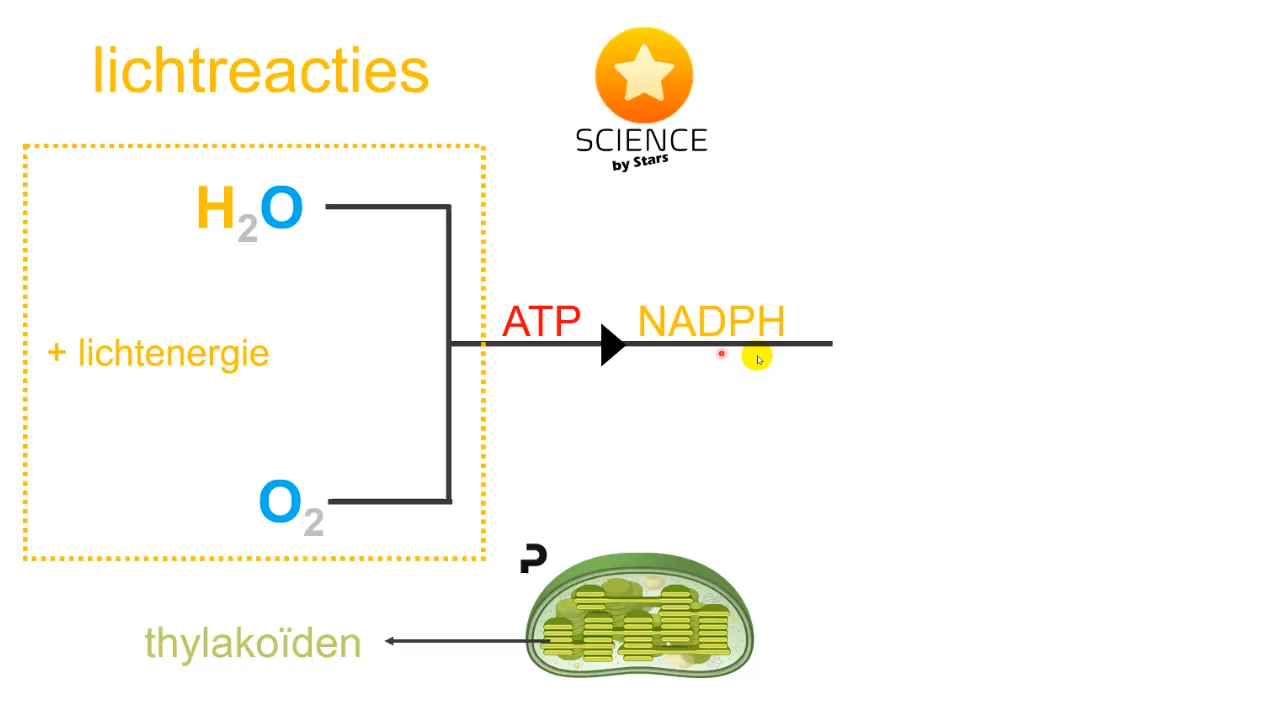 lichtreacties
SCIENCE
by Stars
H₂O
ATP
NADPH
+ lichtenergie
O₂
P
thylakoïden